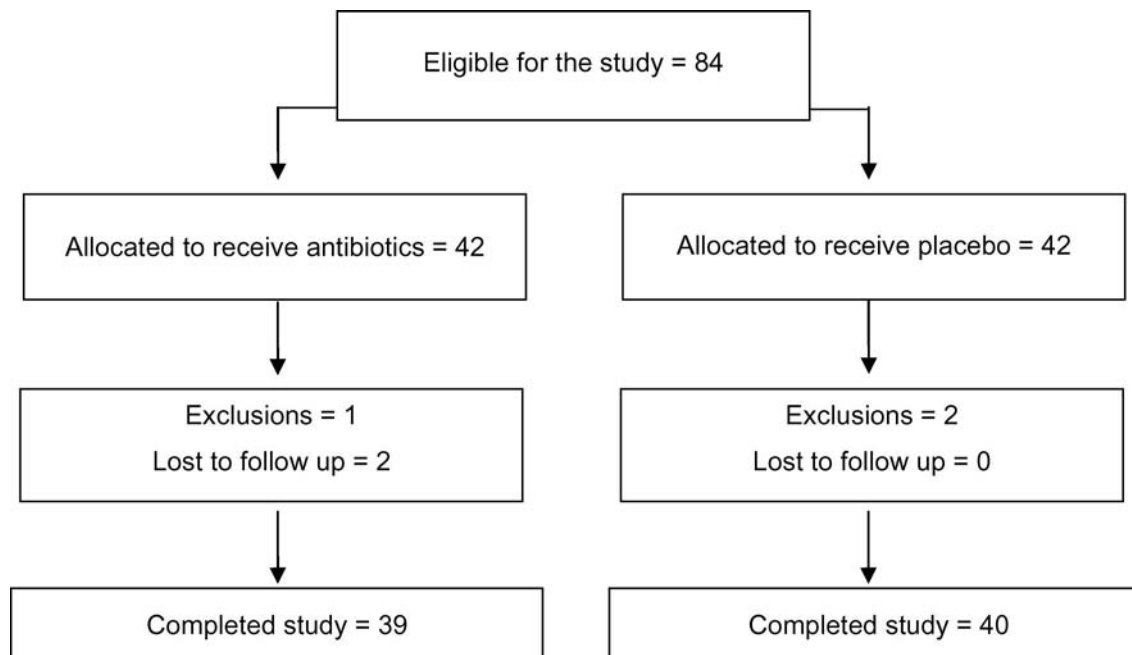 Eligible for the study = 84
Allocated to receive antibiotics = 42
Allocated to receive placebo = 42
Exclusions = 1
Lost to follow up = 2
Exclusions = 2
Lost to follow up = 0
Completed study = 39
Completed study = 40